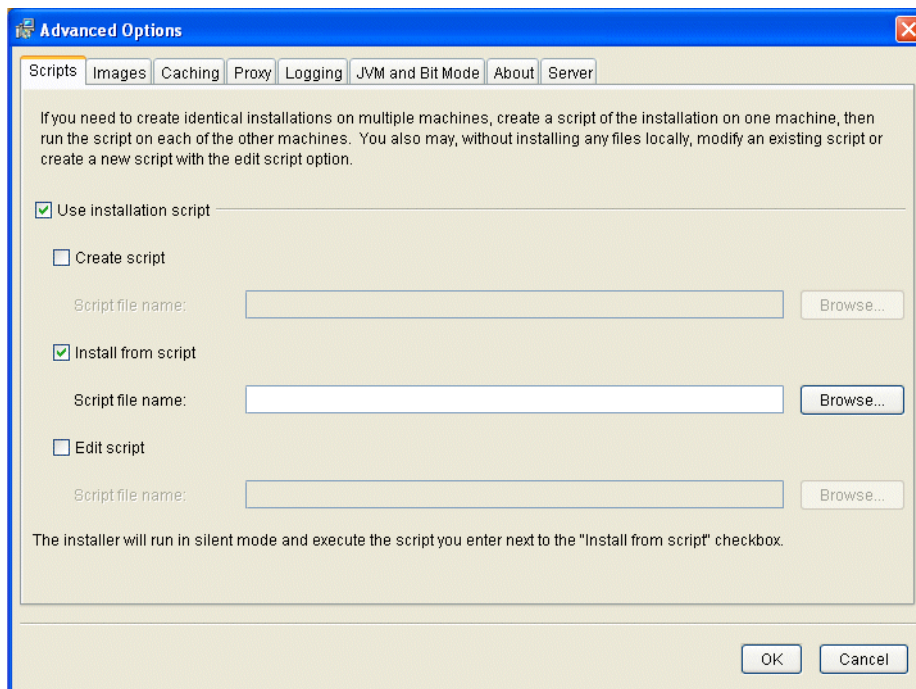 Advanced Options
Scripts Images Caching Proxy Logging JVM and Bit Mode About Server
If you need to create identical installations on multiple machines, create a script of the installation on one machine, then
run the script on each of the other machines. You also may, without installing any files locally, modify an existing script or
create a new script with the edit script option.
Use installation script
Create script
Script file name: Browse...
Install from script
Script file name: Browse...
Edit script
Script file name: Browse...
The installer will run in silent mode and execute the script you enter next to the "Install from script" checkbox.
OK Cancel